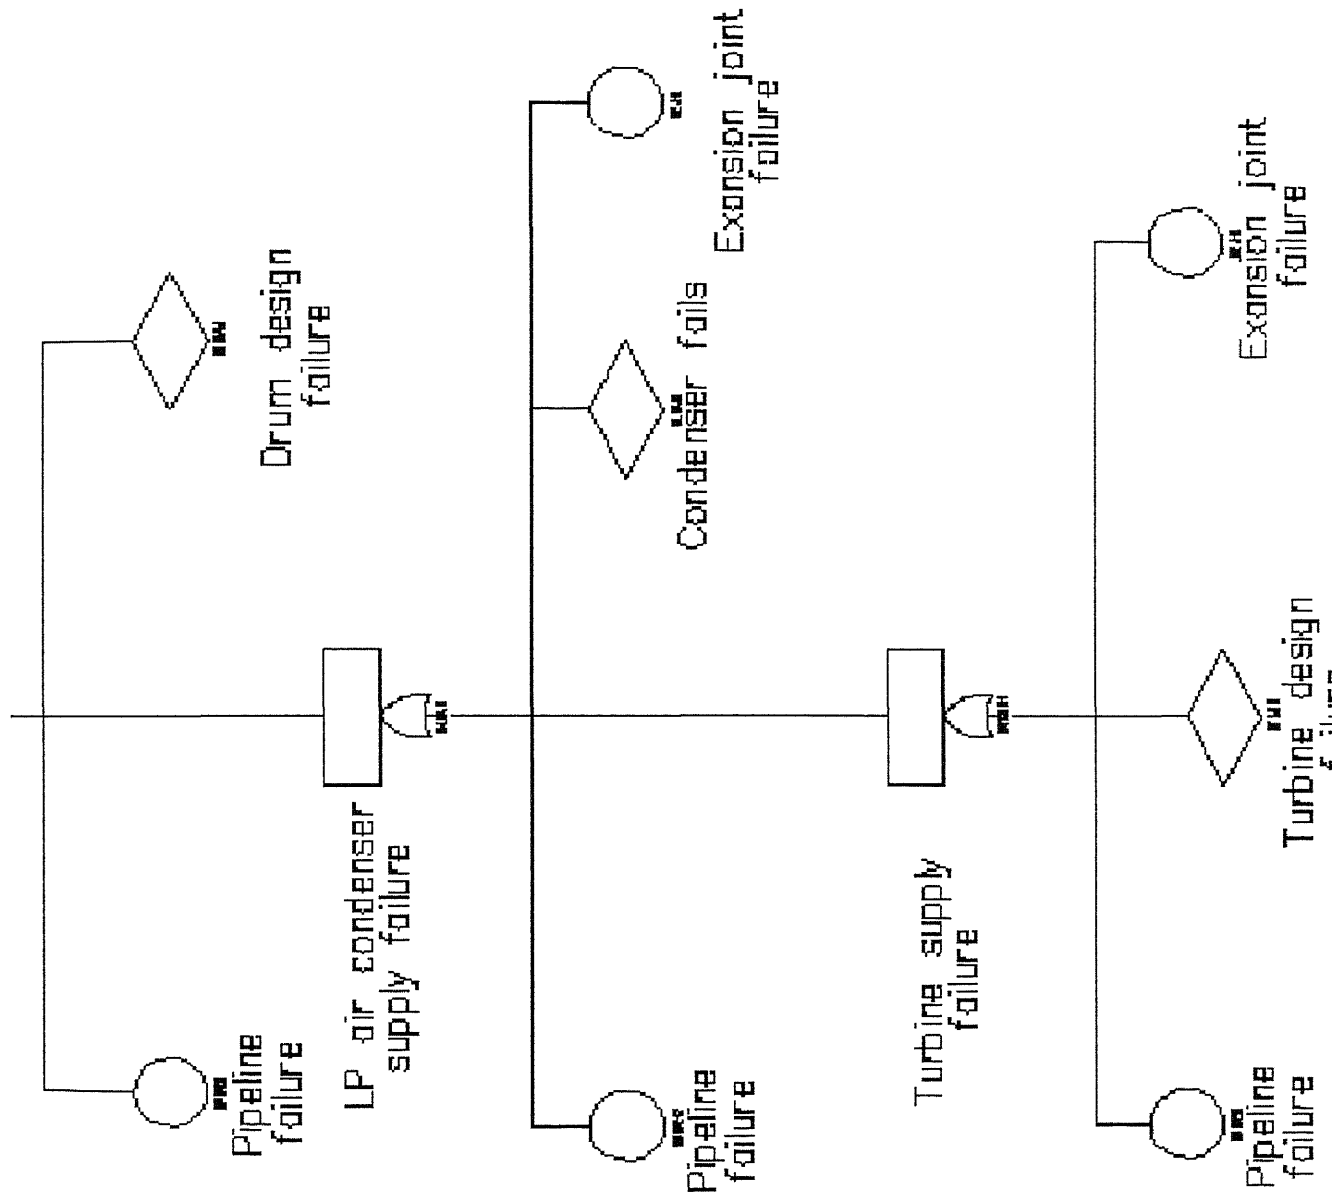 Pipeline
failure
Drum design
failure
LP air condenser
supply failure
Pipeline
failure
Condenser fails
Exansion joint
failure
Turbine supply
failure
Pipeline
failure
Turbine design
failure
Exansion joint
failure